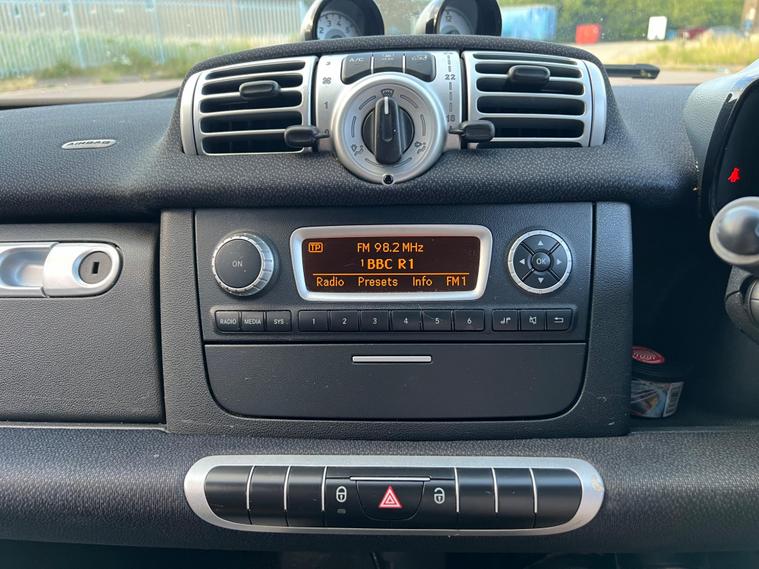 A/C
22
18
1
AIRBAG
TP
FM 98.2 MHz
1 BBC R1
Radio Presets Info FM1
ON
OK
RADIO MEDIA SYS 1 2 3 4 5 6